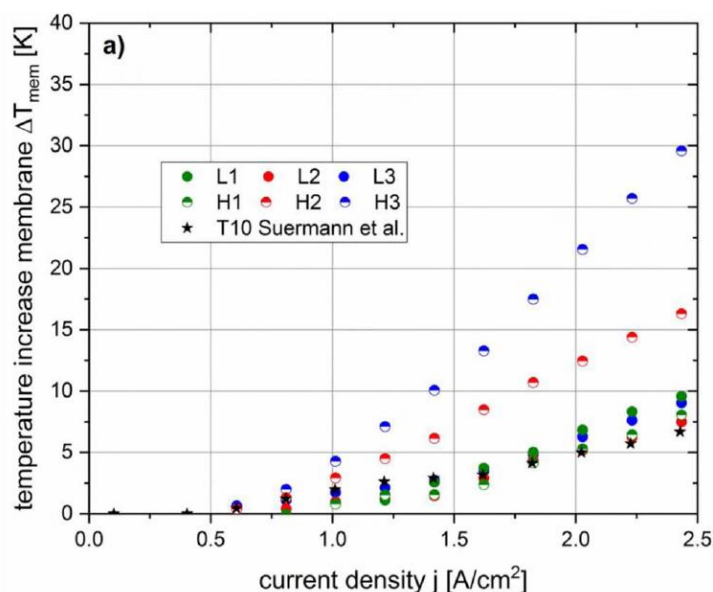 a)
temperature increase membrane ΔTmem [K]
40
35
30
25
20
15
10
5
0
L1 L2 L3
H1 H2 H3
T10 Suermann et al.
0.0 0.5 1.0 1.5 2.0 2.5
current density j [A/cm²]